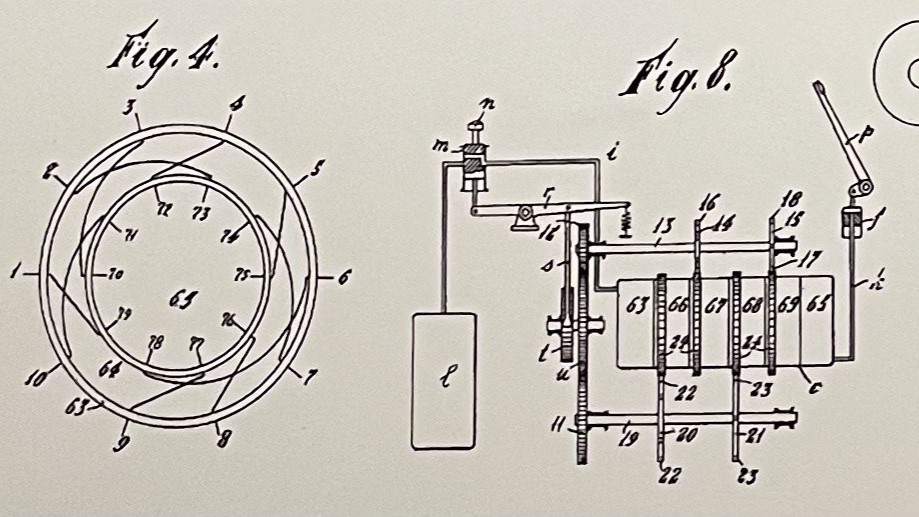 Fig. 4.
3 4
2 5
72 73
71 74
1 70 65 75 6
79 76
78 77
64
10 7
63
9 8
Fig. 8.
n
m i p
r f
16 18
14 15
12 13 17
s k
63 66 67 68 69 65
t 24 24
u 22 23 c
11 19 20 21
22 23
l